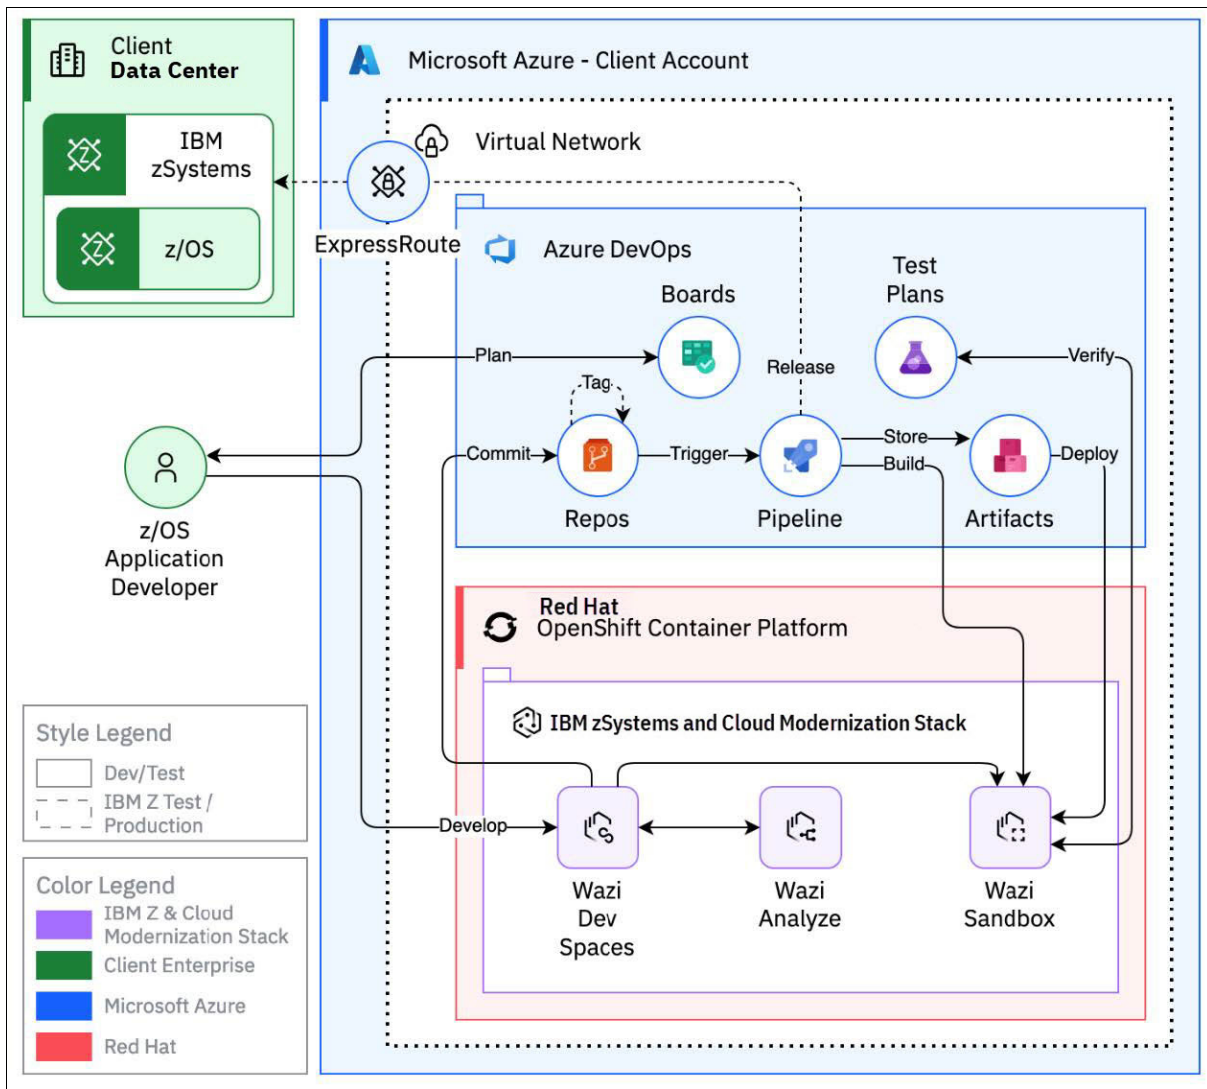 Client
Data Center
IBM
zSystems
z/OS
Microsoft Azure - Client Account
Virtual Network
ExpressRoute
Azure DevOps
Boards
Test
Plans
Plan
Tag
Release
Verify
Commit
Trigger
Store
Build
Deploy
Repos
Pipeline
Artifacts
z/OS
Application
Developer
Red Hat
OpenShift Container Platform
IBM zSystems and Cloud Modernization Stack
Develop
Wazi
Dev
Spaces
Wazi
Analyze
Wazi
Sandbox
Style Legend
Dev/Test
IBM Z Test /
Production
Color Legend
IBM Z & Cloud
Modernization Stack
Client Enterprise
Microsoft Azure
Red Hat